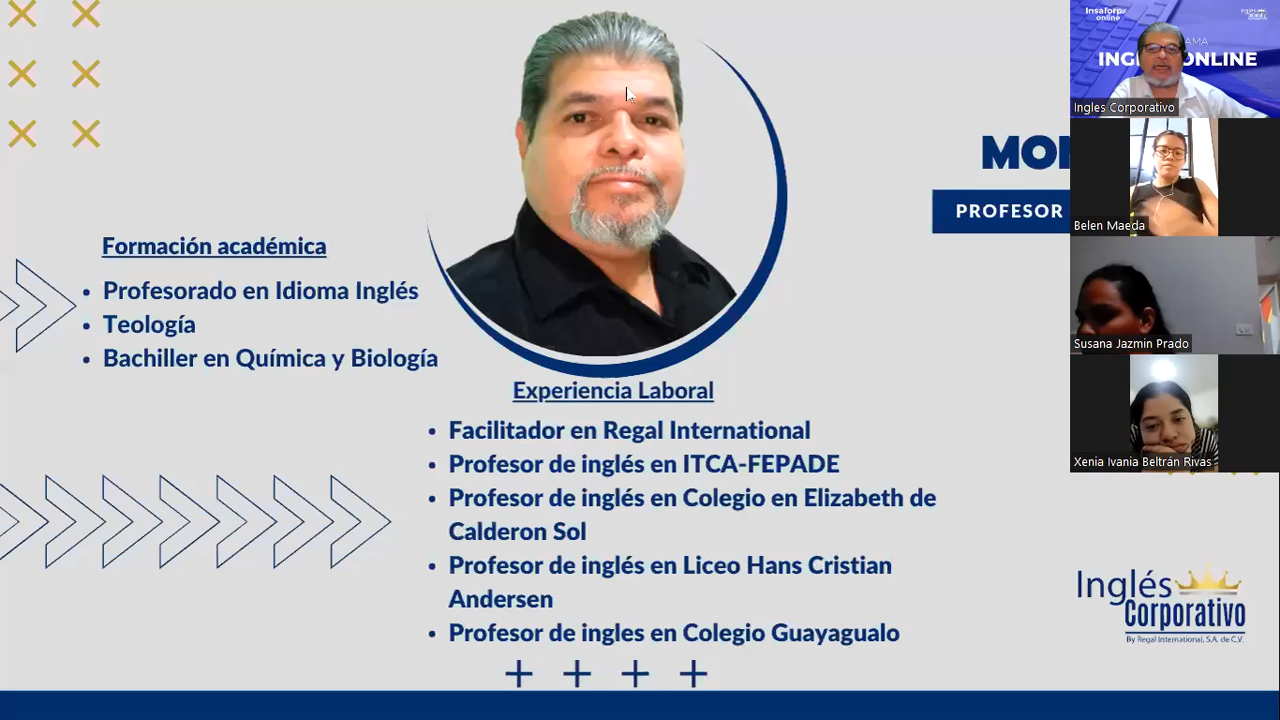 Formación académica
• Profesorado en Idioma Inglés
• Teología
• Bachiller en Química y Biología
Experiencia Laboral
• Facilitador en Regal International
• Profesor de inglés en ITCA-FEPADE
• Profesor de inglés en Colegio en Elizabeth de
Calderon Sol
• Profesor de inglés en Liceo Hans Cristian
Andersen
• Profesor de ingles en Colegio Guayagualo
PROFESOR
Insaforp
online
ONLINE
Ingles Corporativo
Belen Maeda
Susana Jazmin Prado
Xenia Ivania Beltrán Rivas
Inglés
Corporativo
By Regal International, S.A. de C.V.